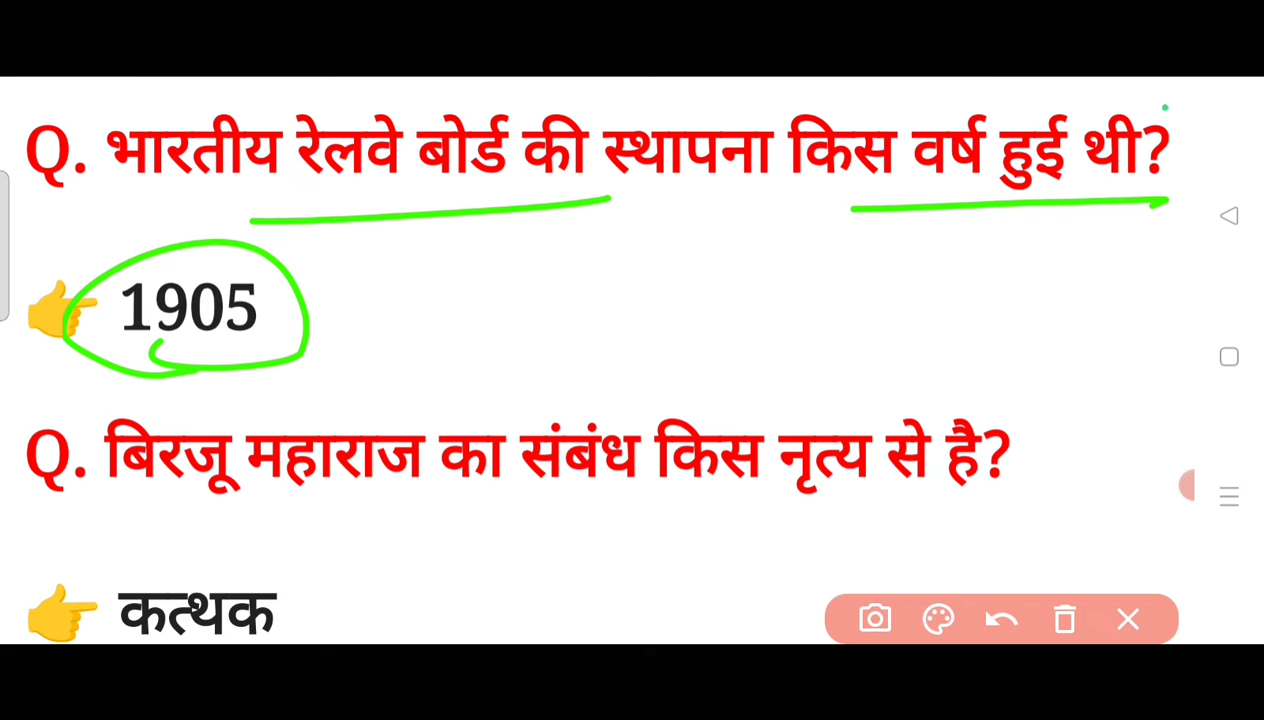 Q. भारतीय रेलवे बोर्ड की स्थापना किस वर्ष हुई थी?
👉 1905
Q. बिरजू महाराज का संबंध किस नृत्य से है?
👉 कत्थक